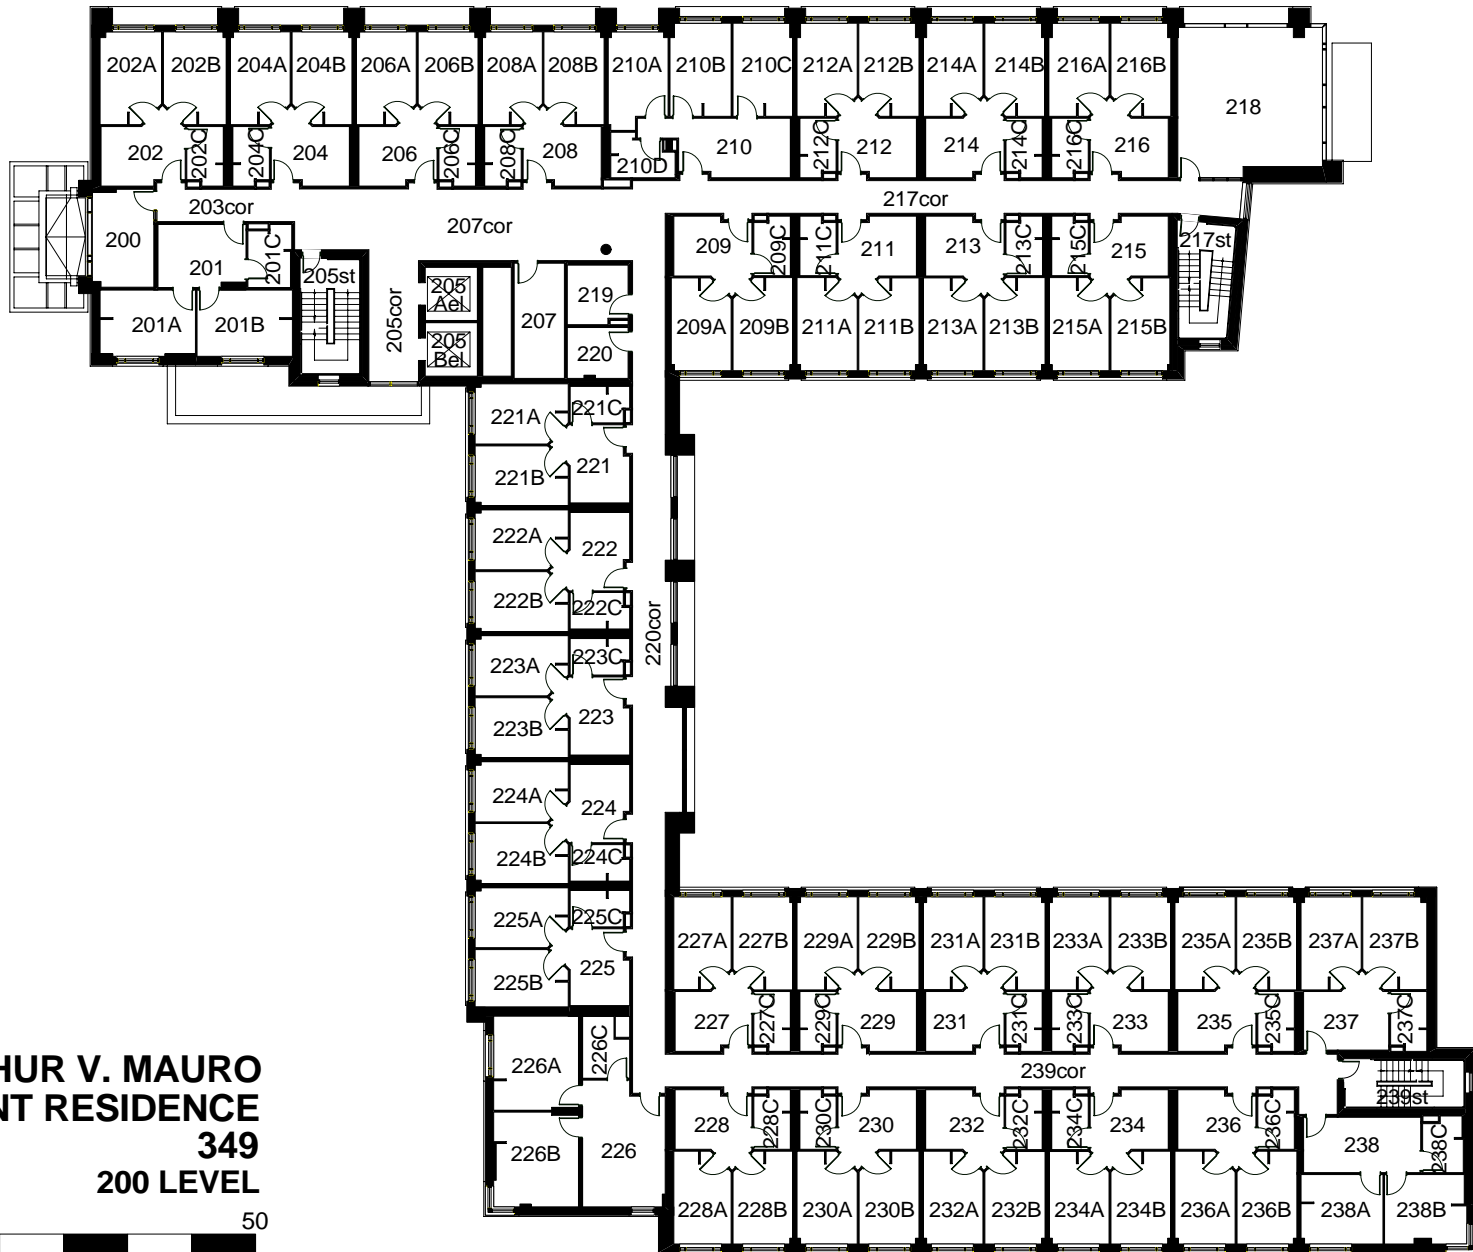 202A 202B 204A 204B 206A 206B 208A 208B 210A 210B 210C 212A 212B 214A 214B 216A 216B
218
202 202C 204C 204 206 206C 208C 208 210D 210 212C 212 214 214C 216C 216
203cor 217cor
200 207cor
201 201C 205st 209 209C 211C 211 213 213C 215C 215 217st
205cor 205
Ael
219
207
201A 201B 209A 209B 211A 211B 213A 213B 215A 215B
205
Bel
220
221A 221C
221B 221
222A 222
222B 222C
220cor
223A 223C
223B 223
224A 224
224B 224C
225A 225C
225B 225
227A 227B 229A 229B 231A 231B 233A 233B 235A 235B 237A 237B
227 227C 229C 229 231 231C 233C 233 235 235C 237 237C
226A 226C
239cor
239st
228 228C 230C 230 232 232C 234C 234 236 236C
226B 226
238 238C
228A 228B 230A 230B 232A 232B 234A 234B 236A 236B 238A 238B
HUR V. MAURO
NT RESIDENCE
349
200 LEVEL
50